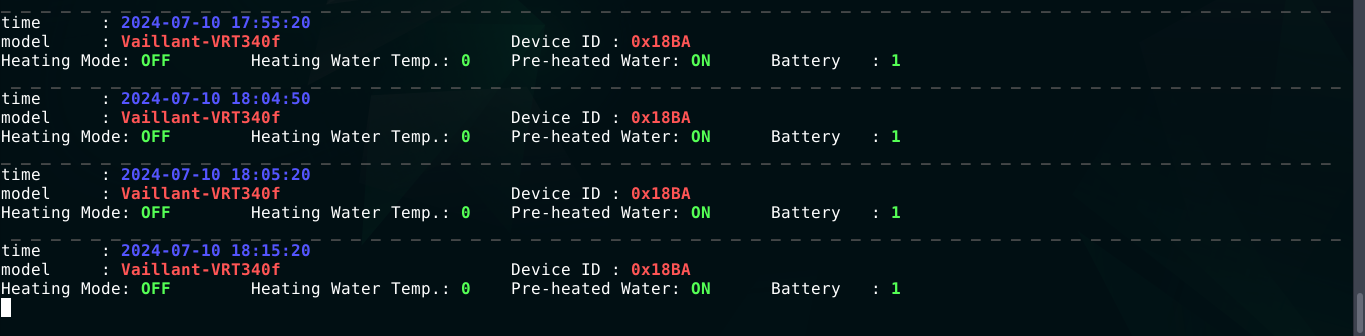 time      : 2024-07-10 17:55:20
model     : Vaillant-VRT340f                       Device ID : 0x18BA
Heating Mode: OFF        Heating Water Temp.: 0    Pre-heated Water: ON      Battery   : 1
time      : 2024-07-10 18:04:50
model     : Vaillant-VRT340f                       Device ID : 0x18BA
Heating Mode: OFF        Heating Water Temp.: 0    Pre-heated Water: ON      Battery   : 1
time      : 2024-07-10 18:05:20
model     : Vaillant-VRT340f                       Device ID : 0x18BA
Heating Mode: OFF        Heating Water Temp.: 0    Pre-heated Water: ON      Battery   : 1
time      : 2024-07-10 18:15:20
model     : Vaillant-VRT340f                       Device ID : 0x18BA
Heating Mode: OFF        Heating Water Temp.: 0    Pre-heated Water: ON      Battery   : 1